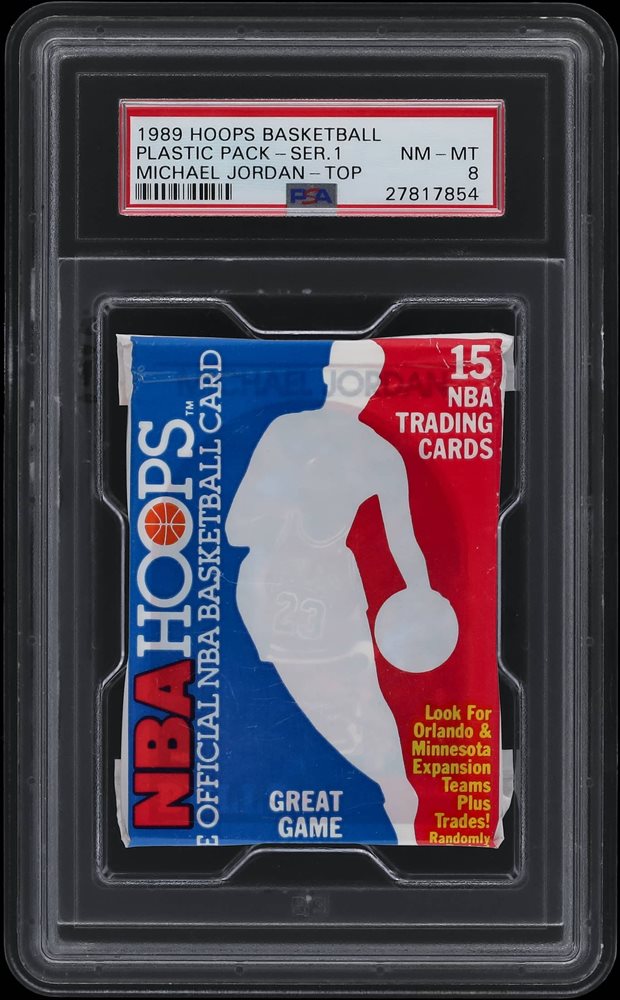 1989 HOOPS BASKETBALL
PLASTIC PACK - SER.1 NM - MT
MICHAEL JORDAN - TOP 8
PSA 27817854
MICHAEL JORDAN
15
NBA
TRADING
CARDS
NBA HOOPS™
E OFFICIAL NBA BASKETBALL CARD
23
Look For
Orlando &
Minnesota
Expansion
Teams
Plus
Trades!
Randomly
GREAT
GAME